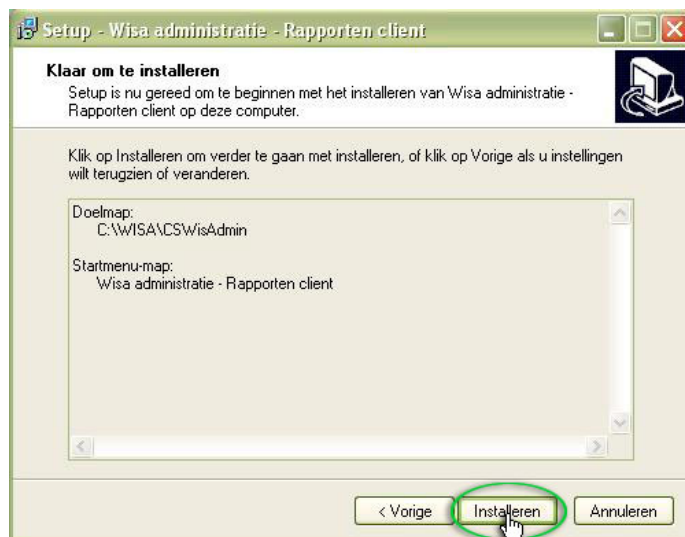 Setup - Wisa administratie - Rapporten client
Klaar om te installeren
Setup is nu gereed om te beginnen met het installeren van Wisa administratie -
Rapporten client op deze computer.
Klik op Installeren om verder te gaan met installeren, of klik op Vorige als u instellingen
wilt terugzien of veranderen.
Doelmap:
C:\WISA\CSWisAdmin
Startmenu-map:
Wisa administratie - Rapporten client
< Vorige
Installeren
Annuleren